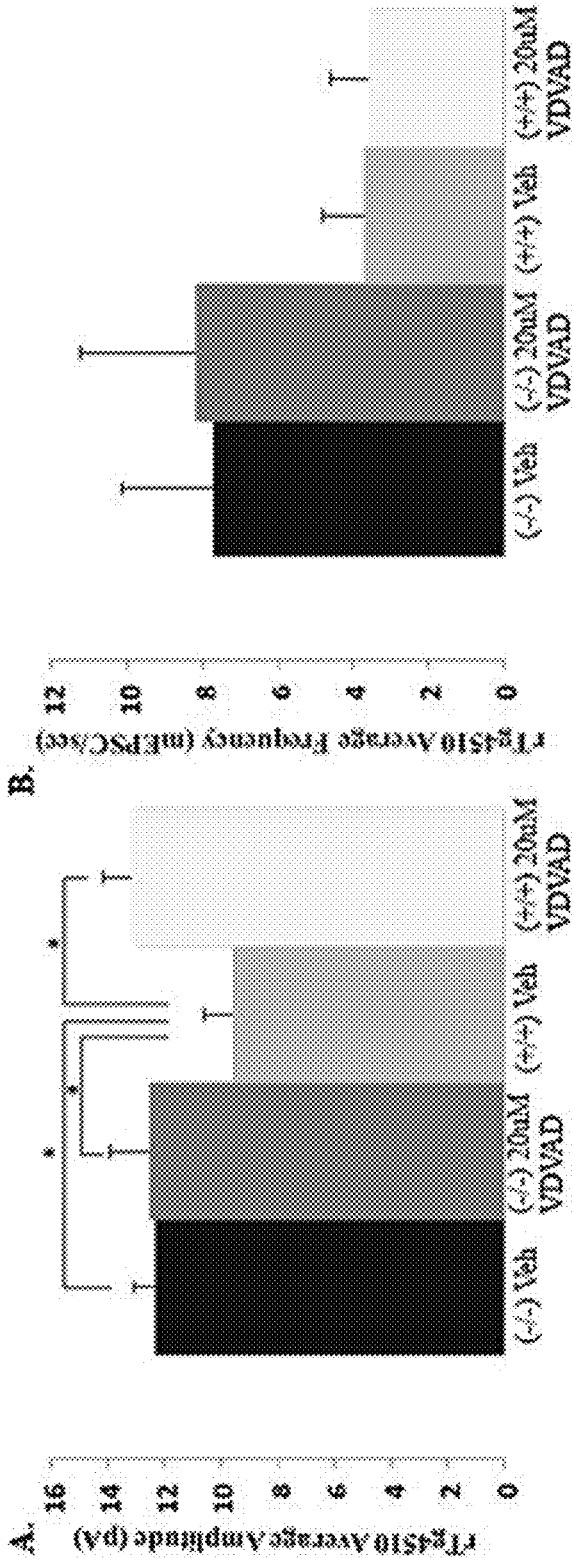 A.
rTg4510 Average Amplitude (pA)
16
14
12
10
8
6
4
2
0
*
*
*
(-/-) Veh
(-/-) 20uM
VDVAD
(+/+) Veh
(+/+) 20uM
VDVAD
B.
rTg4510 Average Frequency (mEPSC/sec)
12
10
8
6
4
2
0
(-/-) Veh
(-/-) 20uM
VDVAD
(+/+) Veh
(+/+) 20uM
VDVAD